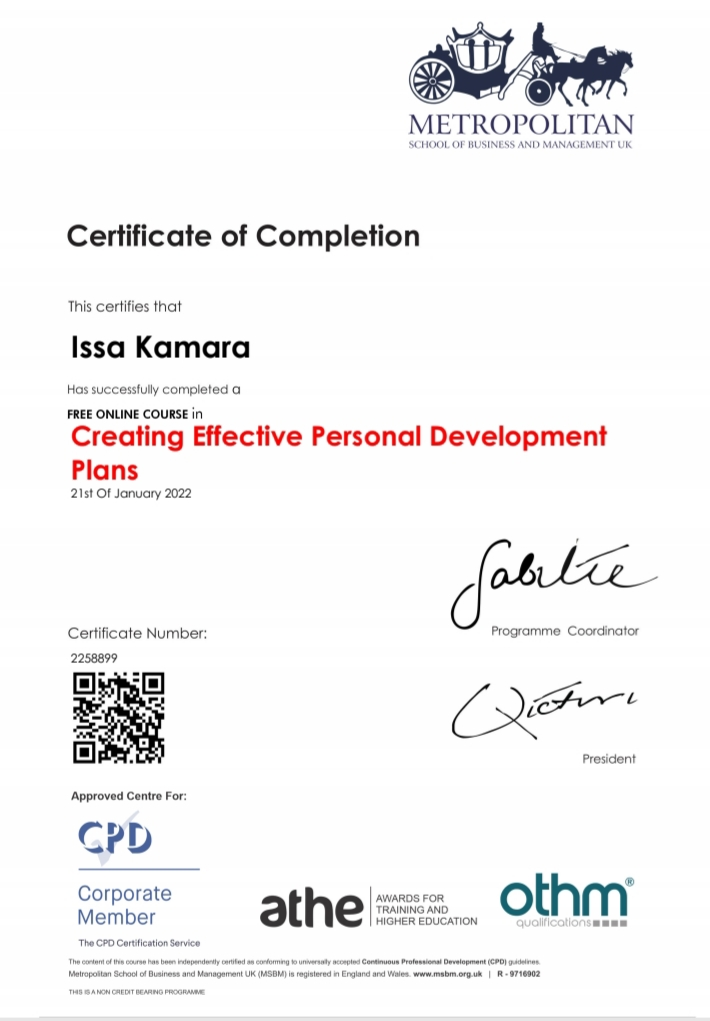 METROPOLITAN
SCHOOL OF BUSINESS AND MANAGEMENT UK
Certificate of Completion
This certifies that
Issa Kamara
Has successfully completed a
FREE ONLINE COURSE in
Creating Effective Personal Development
Plans
21st Of January 2022
Programme Coordinator
Certificate Number:
2258899
President
Approved Centre For:
CPD
Corporate
Member
The CPD Certification Service
athe
AWARDS FOR
TRAINING AND
HIGHER EDUCATION
othm®
qualifications
The content of this course has been independently certified as conforming to universally accepted Continuous Professional Development (CPD) guidelines.
Metropolitan School of Business and Management UK (MSBM) is registered in England and Wales. www.msbm.org.uk | R - 9716902
THIS IS A NON CREDIT BEARING PROGRAMME